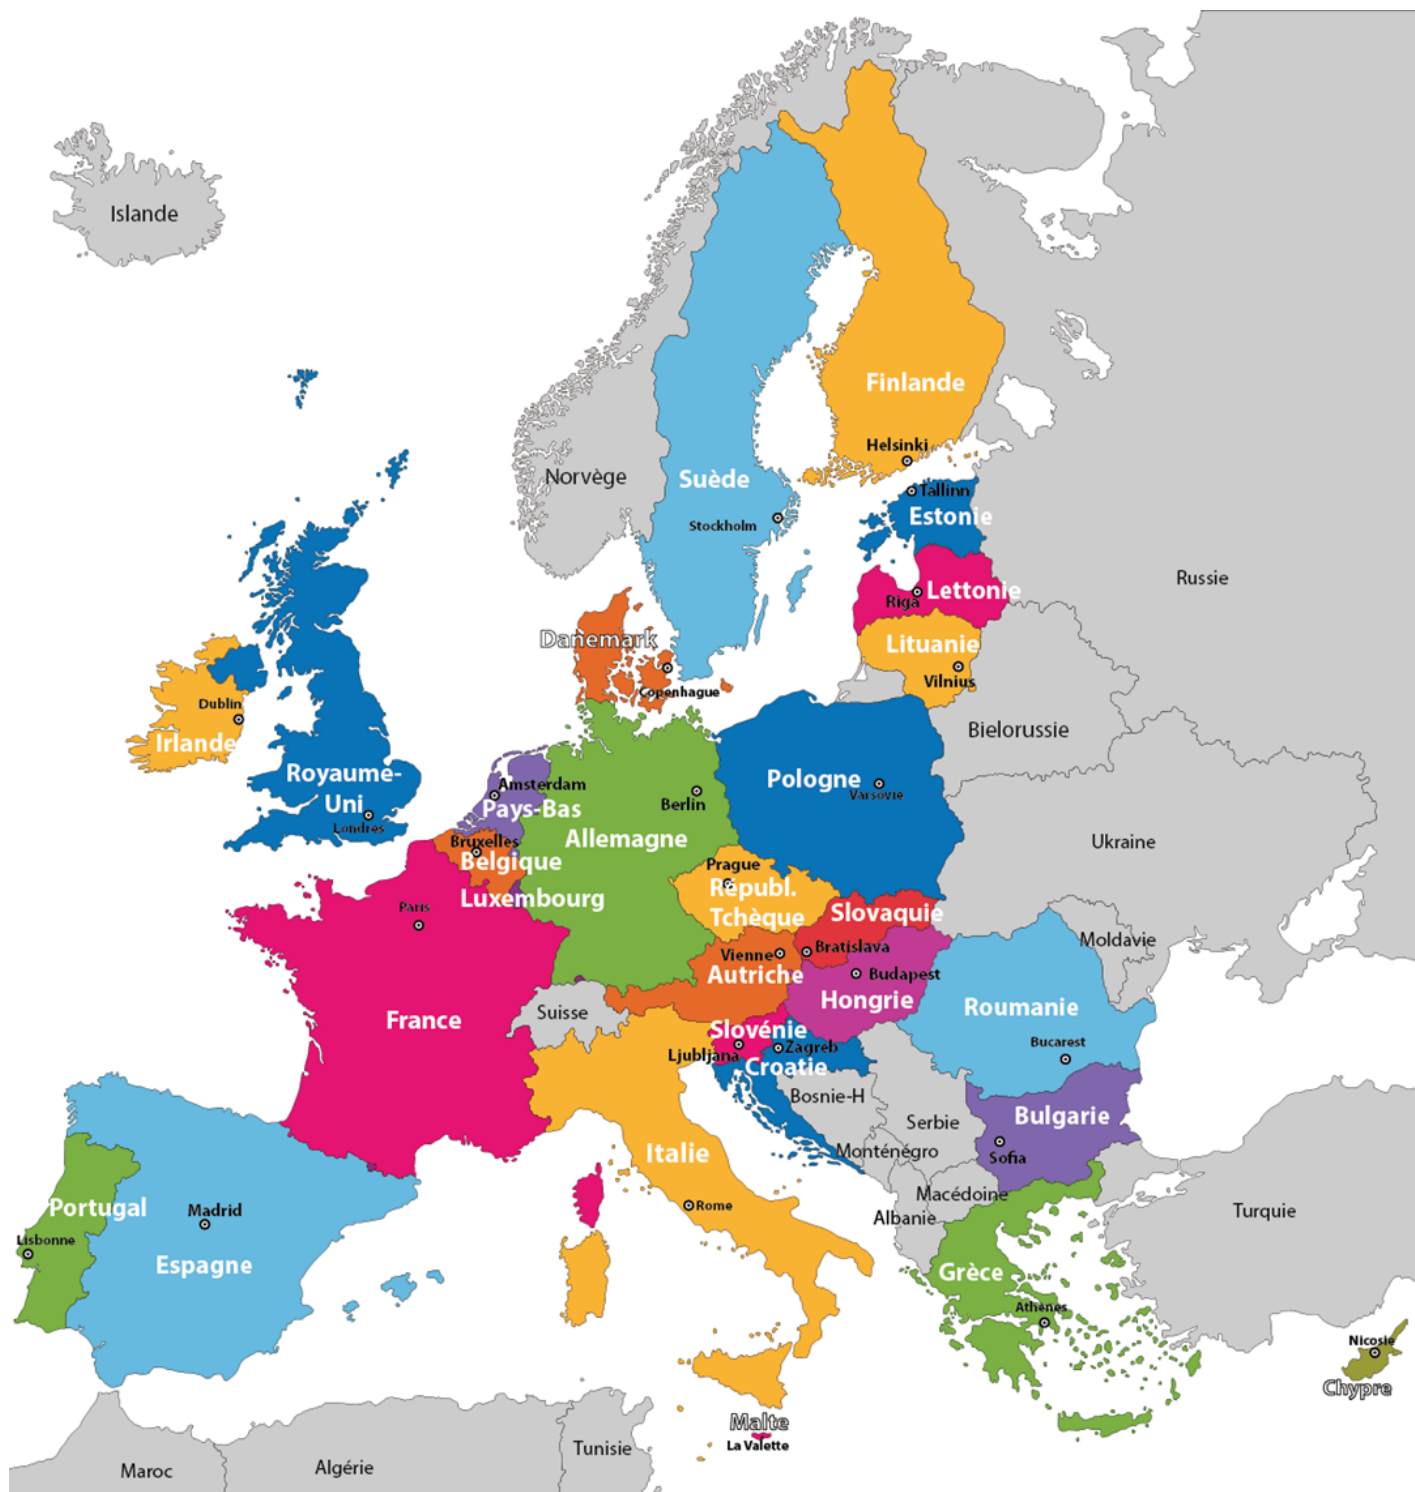 Islande
Finlande
Helsinki
Norvège
Suède
Stockholm
Tallinn
Estonie
Russie
Lettonie
Riga
Danemark
Lituanie
Vilnius
Copenhague
Dublin
Irlande
Bielorussie
Royaume-
Uni
Londres
Amsterdam
Pays-Bas
Berlin
Allemagne
Pologne
Varsovie
Ukraine
Bruxelles
Belgique
Luxembourg
Prague
Républ.
Tchèque
Paris
Slovaquie
Bratislava
Moldavie
Vienne
Autriche
Budapest
Hongrie
Roumanie
Bucarest
France
Suisse
Slovénie
Ljubljana
Zagreb
Croatie
Bosnie-H
Serbie
Bulgarie
Sofia
Monténégro
Italie
Rome
Macédoine
Albanie
Turquie
Portugal
Lisbonne
Madrid
Espagne
Grèce
Athènes
Nicosie
Chypre
Malte
La Valette
Maroc
Algérie
Tunisie